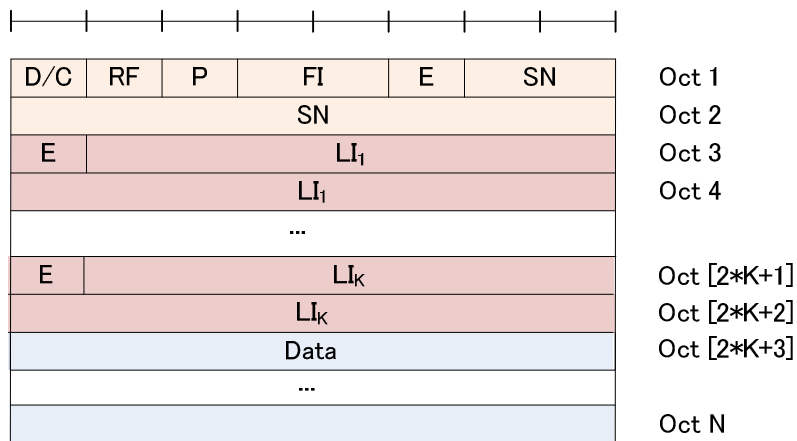 D/C RF P FI E SN Oct 1
SN Oct 2
E LI₁ Oct 3
LI₁ Oct 4
...
E LIK Oct [2*K+1]
LIK Oct [2*K+2]
Data Oct [2*K+3]
...
Oct N